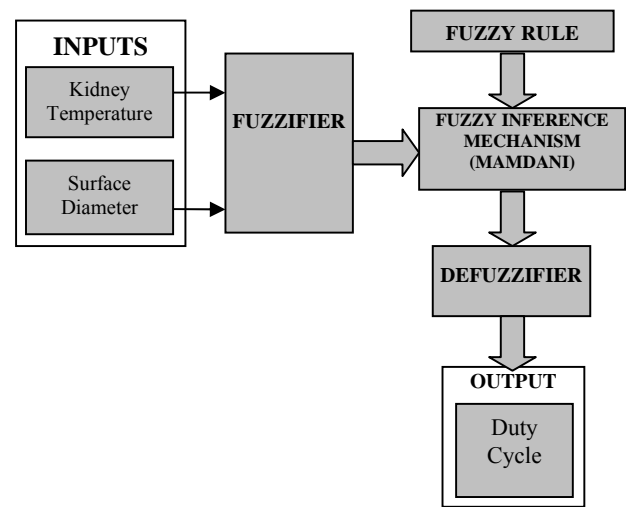 INPUTS
Kidney
Temperature
Surface
Diameter
FUZZIFIER
FUZZY RULE
FUZZY INFERENCE
MECHANISM
(MAMDANI)
DEFUZZIFIER
OUTPUT
Duty
Cycle